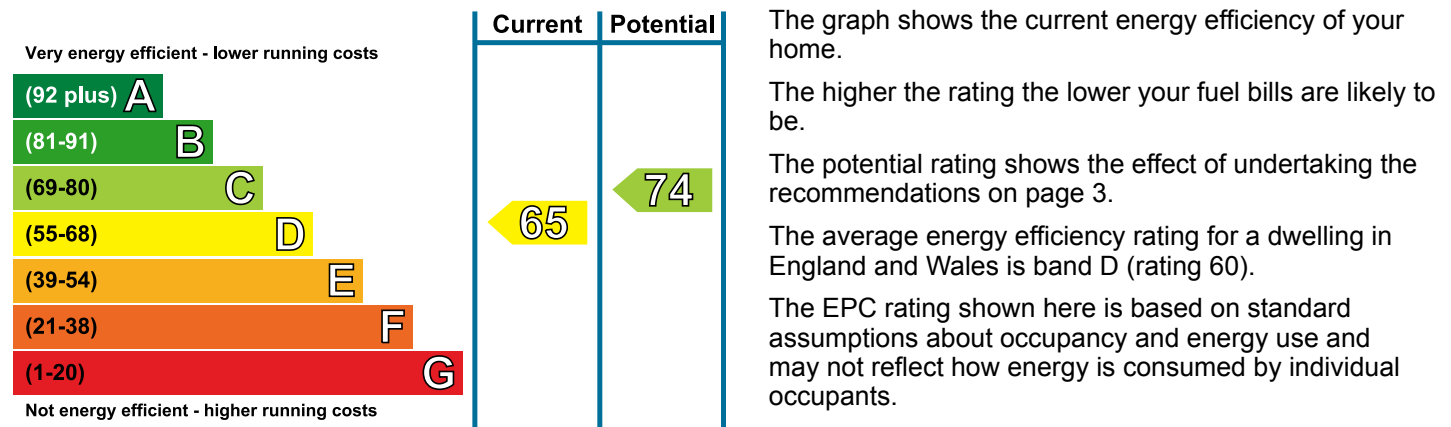 Current Potential
Very energy efficient - lower running costs
(92 plus) A
(81-91) B
(69-80) C
74
(55-68) D
65
(39-54) E
(21-38) F
(1-20) G
Not energy efficient - higher running costs
The graph shows the current energy efficiency of your
home.
The higher the rating the lower your fuel bills are likely to
be.
The potential rating shows the effect of undertaking the
recommendations on page 3.
The average energy efficiency rating for a dwelling in
England and Wales is band D (rating 60).
The EPC rating shown here is based on standard
assumptions about occupancy and energy use and
may not reflect how energy is consumed by individual
occupants.